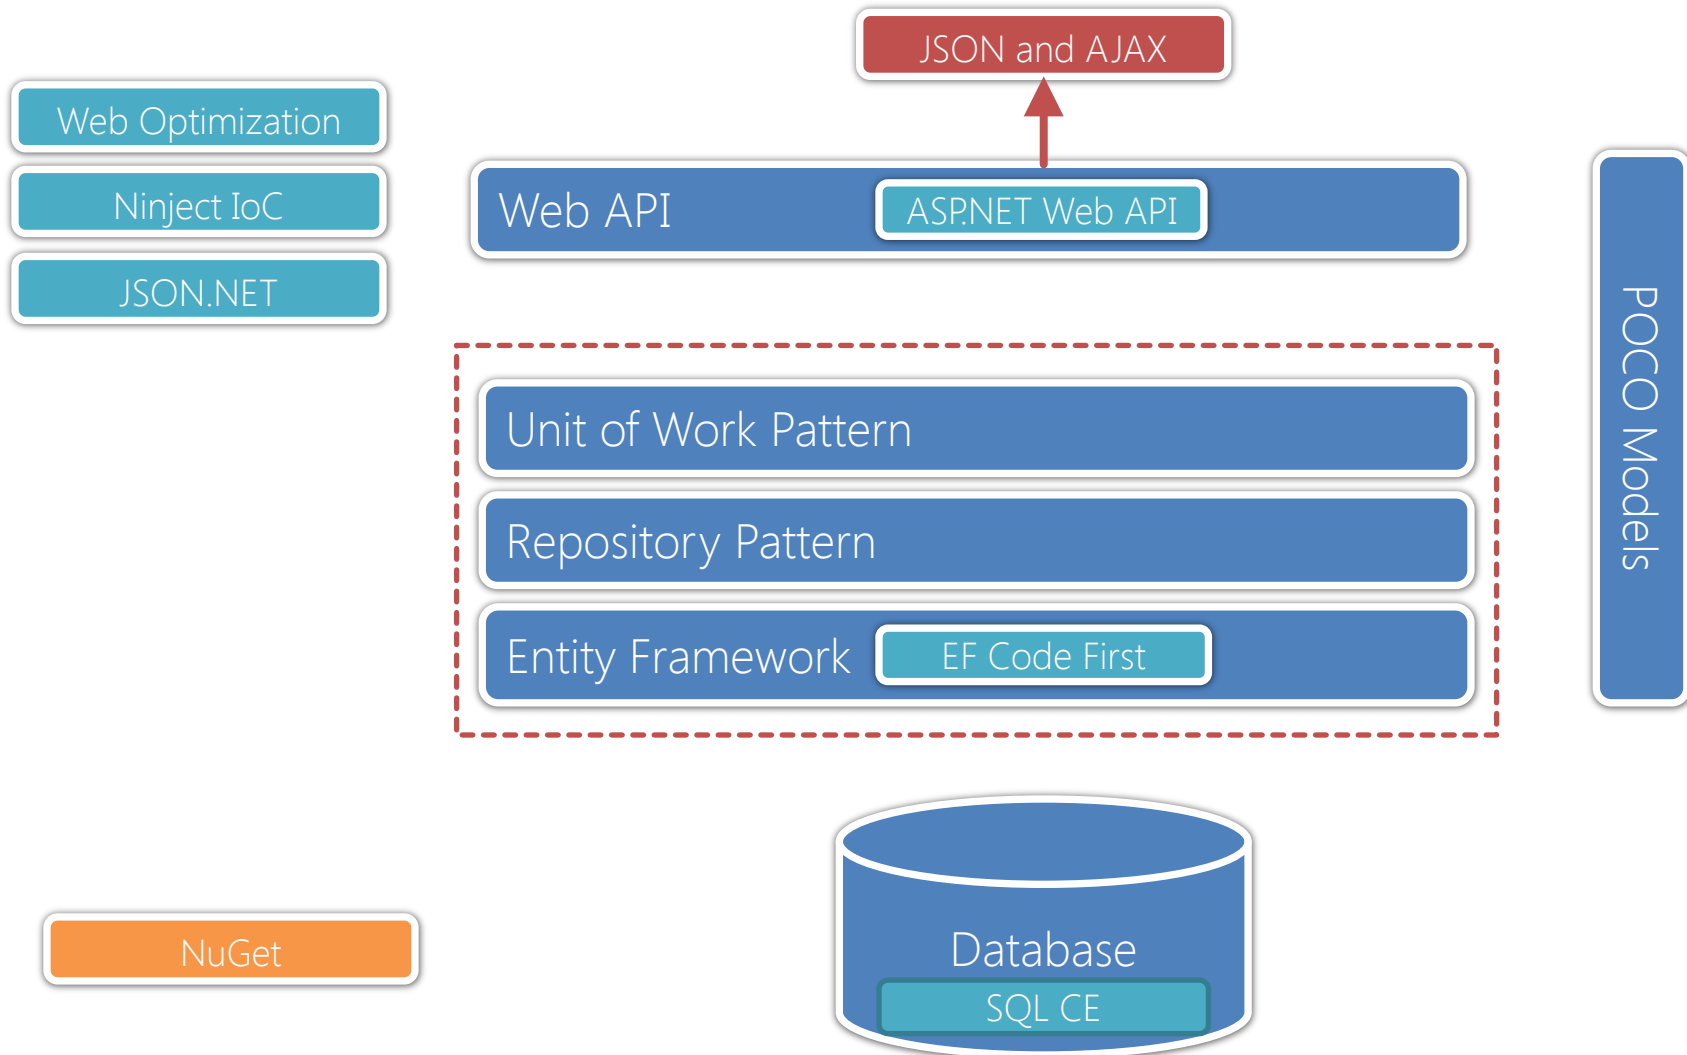 JSON and AJAX
Web Optimization
Ninject IoC
JSON.NET
Web API
ASP.NET Web API
Unit of Work Pattern
Repository Pattern
Entity Framework
EF Code First
POCO Models
NuGet
Database
SQL CE